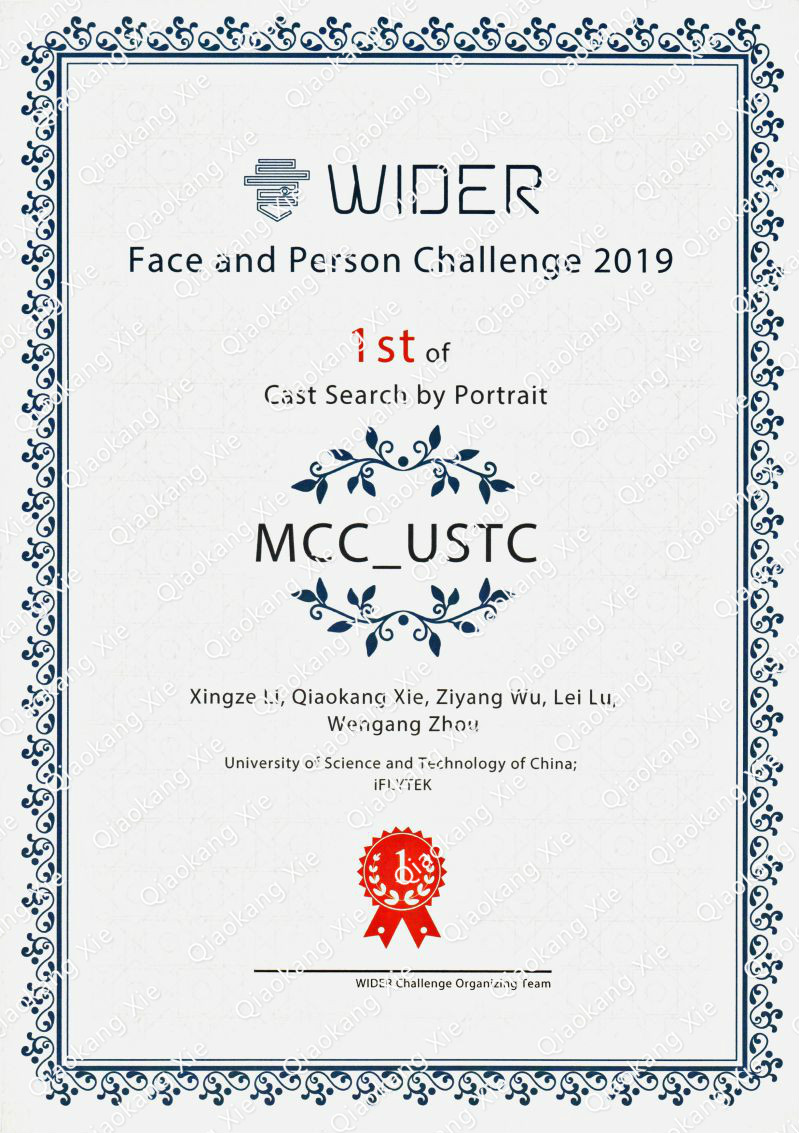 WIDER
Face and Person Challenge 2019
1st of
Cast Search by Portrait
MCC_USTC
Xingze Li, Qiaokang Xie, Ziyang Wu, Lei Lu,
Wengang Zhou
University of Science and Technology of China;
iFLYTEK
1
WIDER Challenge Organizing Team
Qiaokang Xie